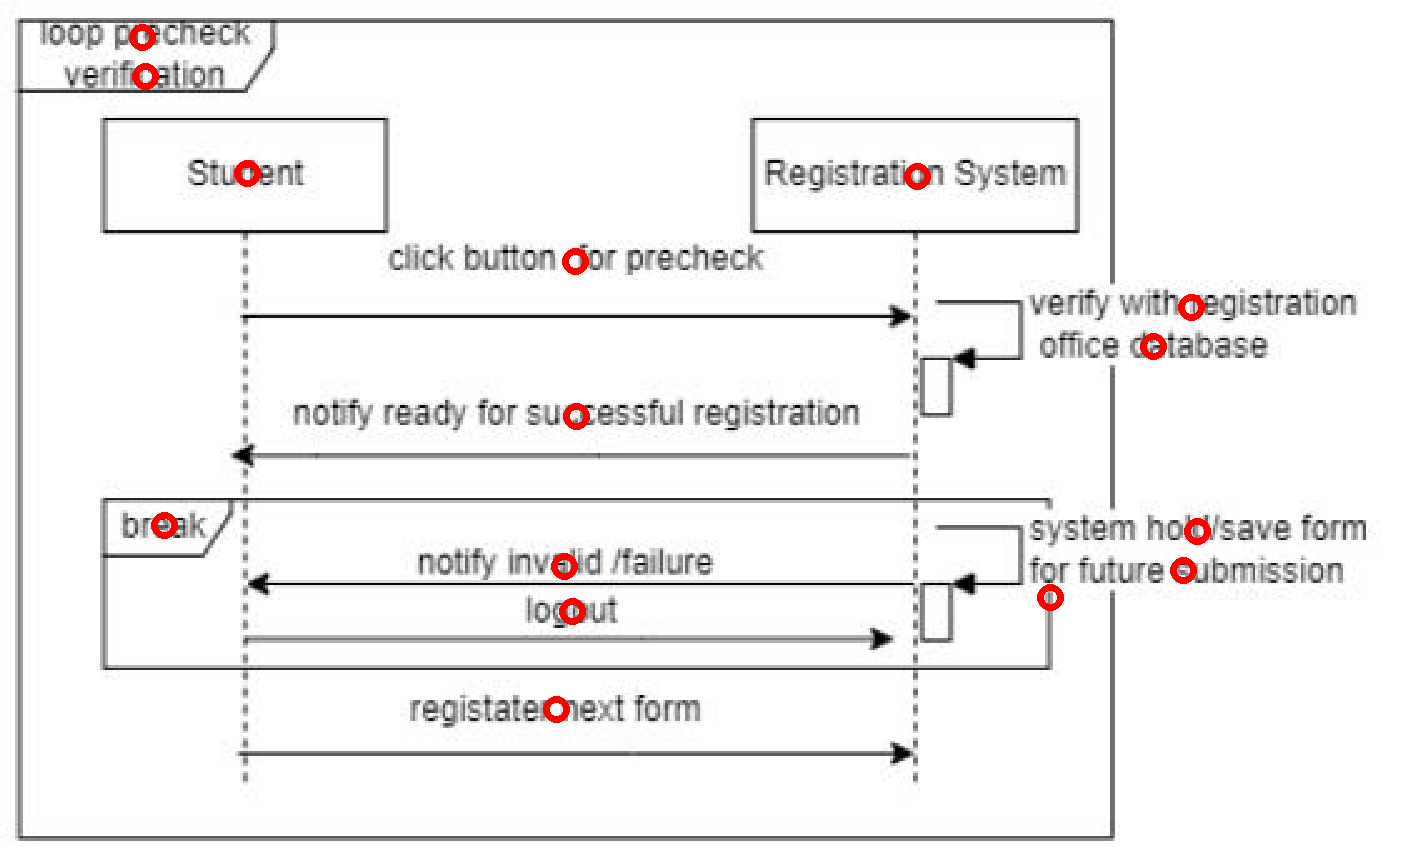 loop precheck
verification
Student
Registration System
click button for precheck
verify with registration
office database
notify ready for successful registration
break
system hold/save form
for future submission
notify invalid /failure
logout
registater next form